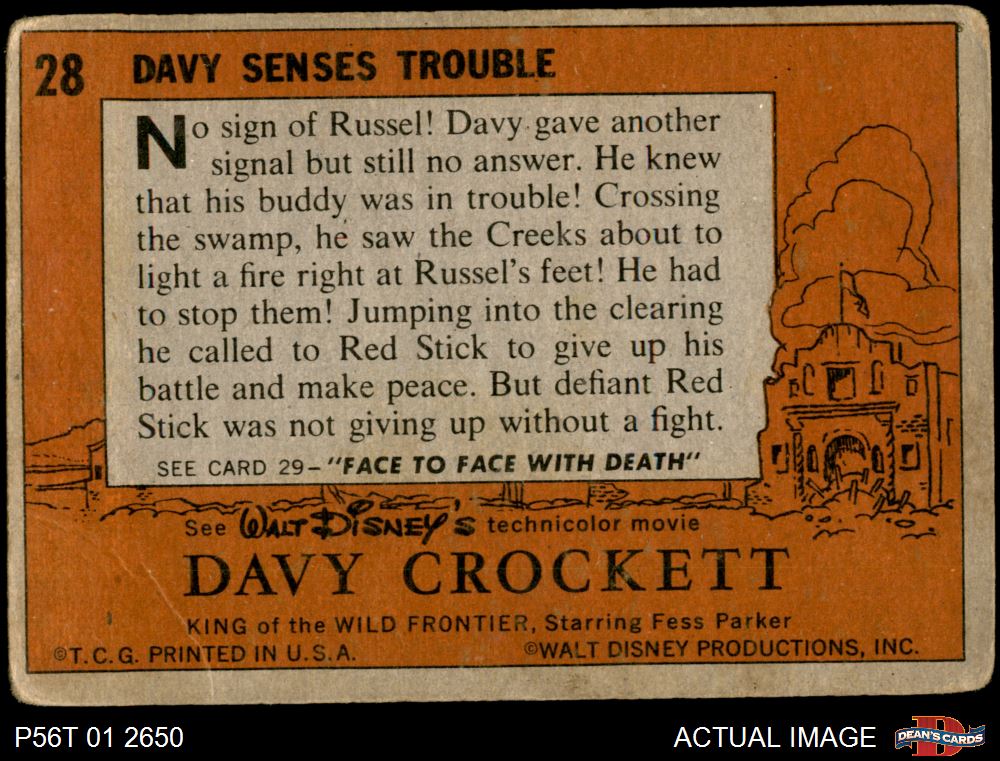 28 DAVY SENSES TROUBLE
No sign of Russel! Davy gave another
signal but still no answer. He knew
that his buddy was in trouble! Crossing
the swamp, he saw the Creeks about to
light a fire right at Russel's feet! He had
to stop them! Jumping into the clearing
he called to Red Stick to give up his
battle and make peace. But defiant Red
Stick was not giving up without a fight.
SEE CARD 29-"FACE TO FACE WITH DEATH"
See WALT DISNEY'S technicolor movie
DAVY CROCKETT
KING of the WILD FRONTIER, Starring Fess Parker
©T.C.G. PRINTED IN U.S.A. ©WALT DISNEY PRODUCTIONS, INC.
P56T 01 2650 ACTUAL IMAGE D DEAN'S CARDS